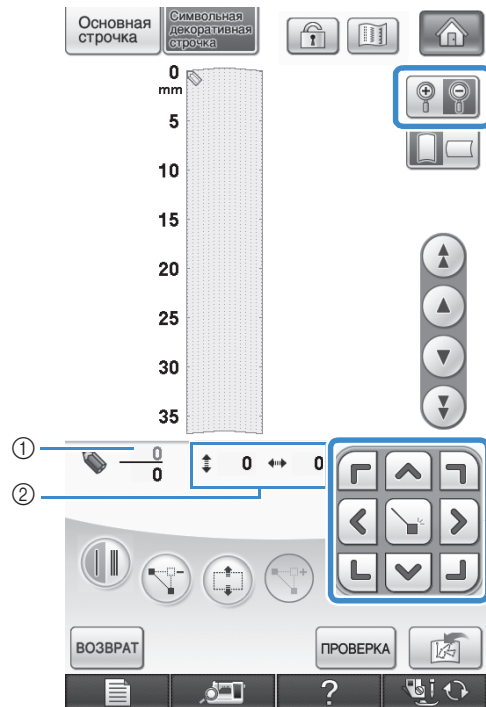 Основная
строчка
Символьная
декоративная
строчка
0
mm
5
10
15
20
25
30
35
①
0
0
0
0
②
ВОЗВРАТ
ПРОВЕРКА
?